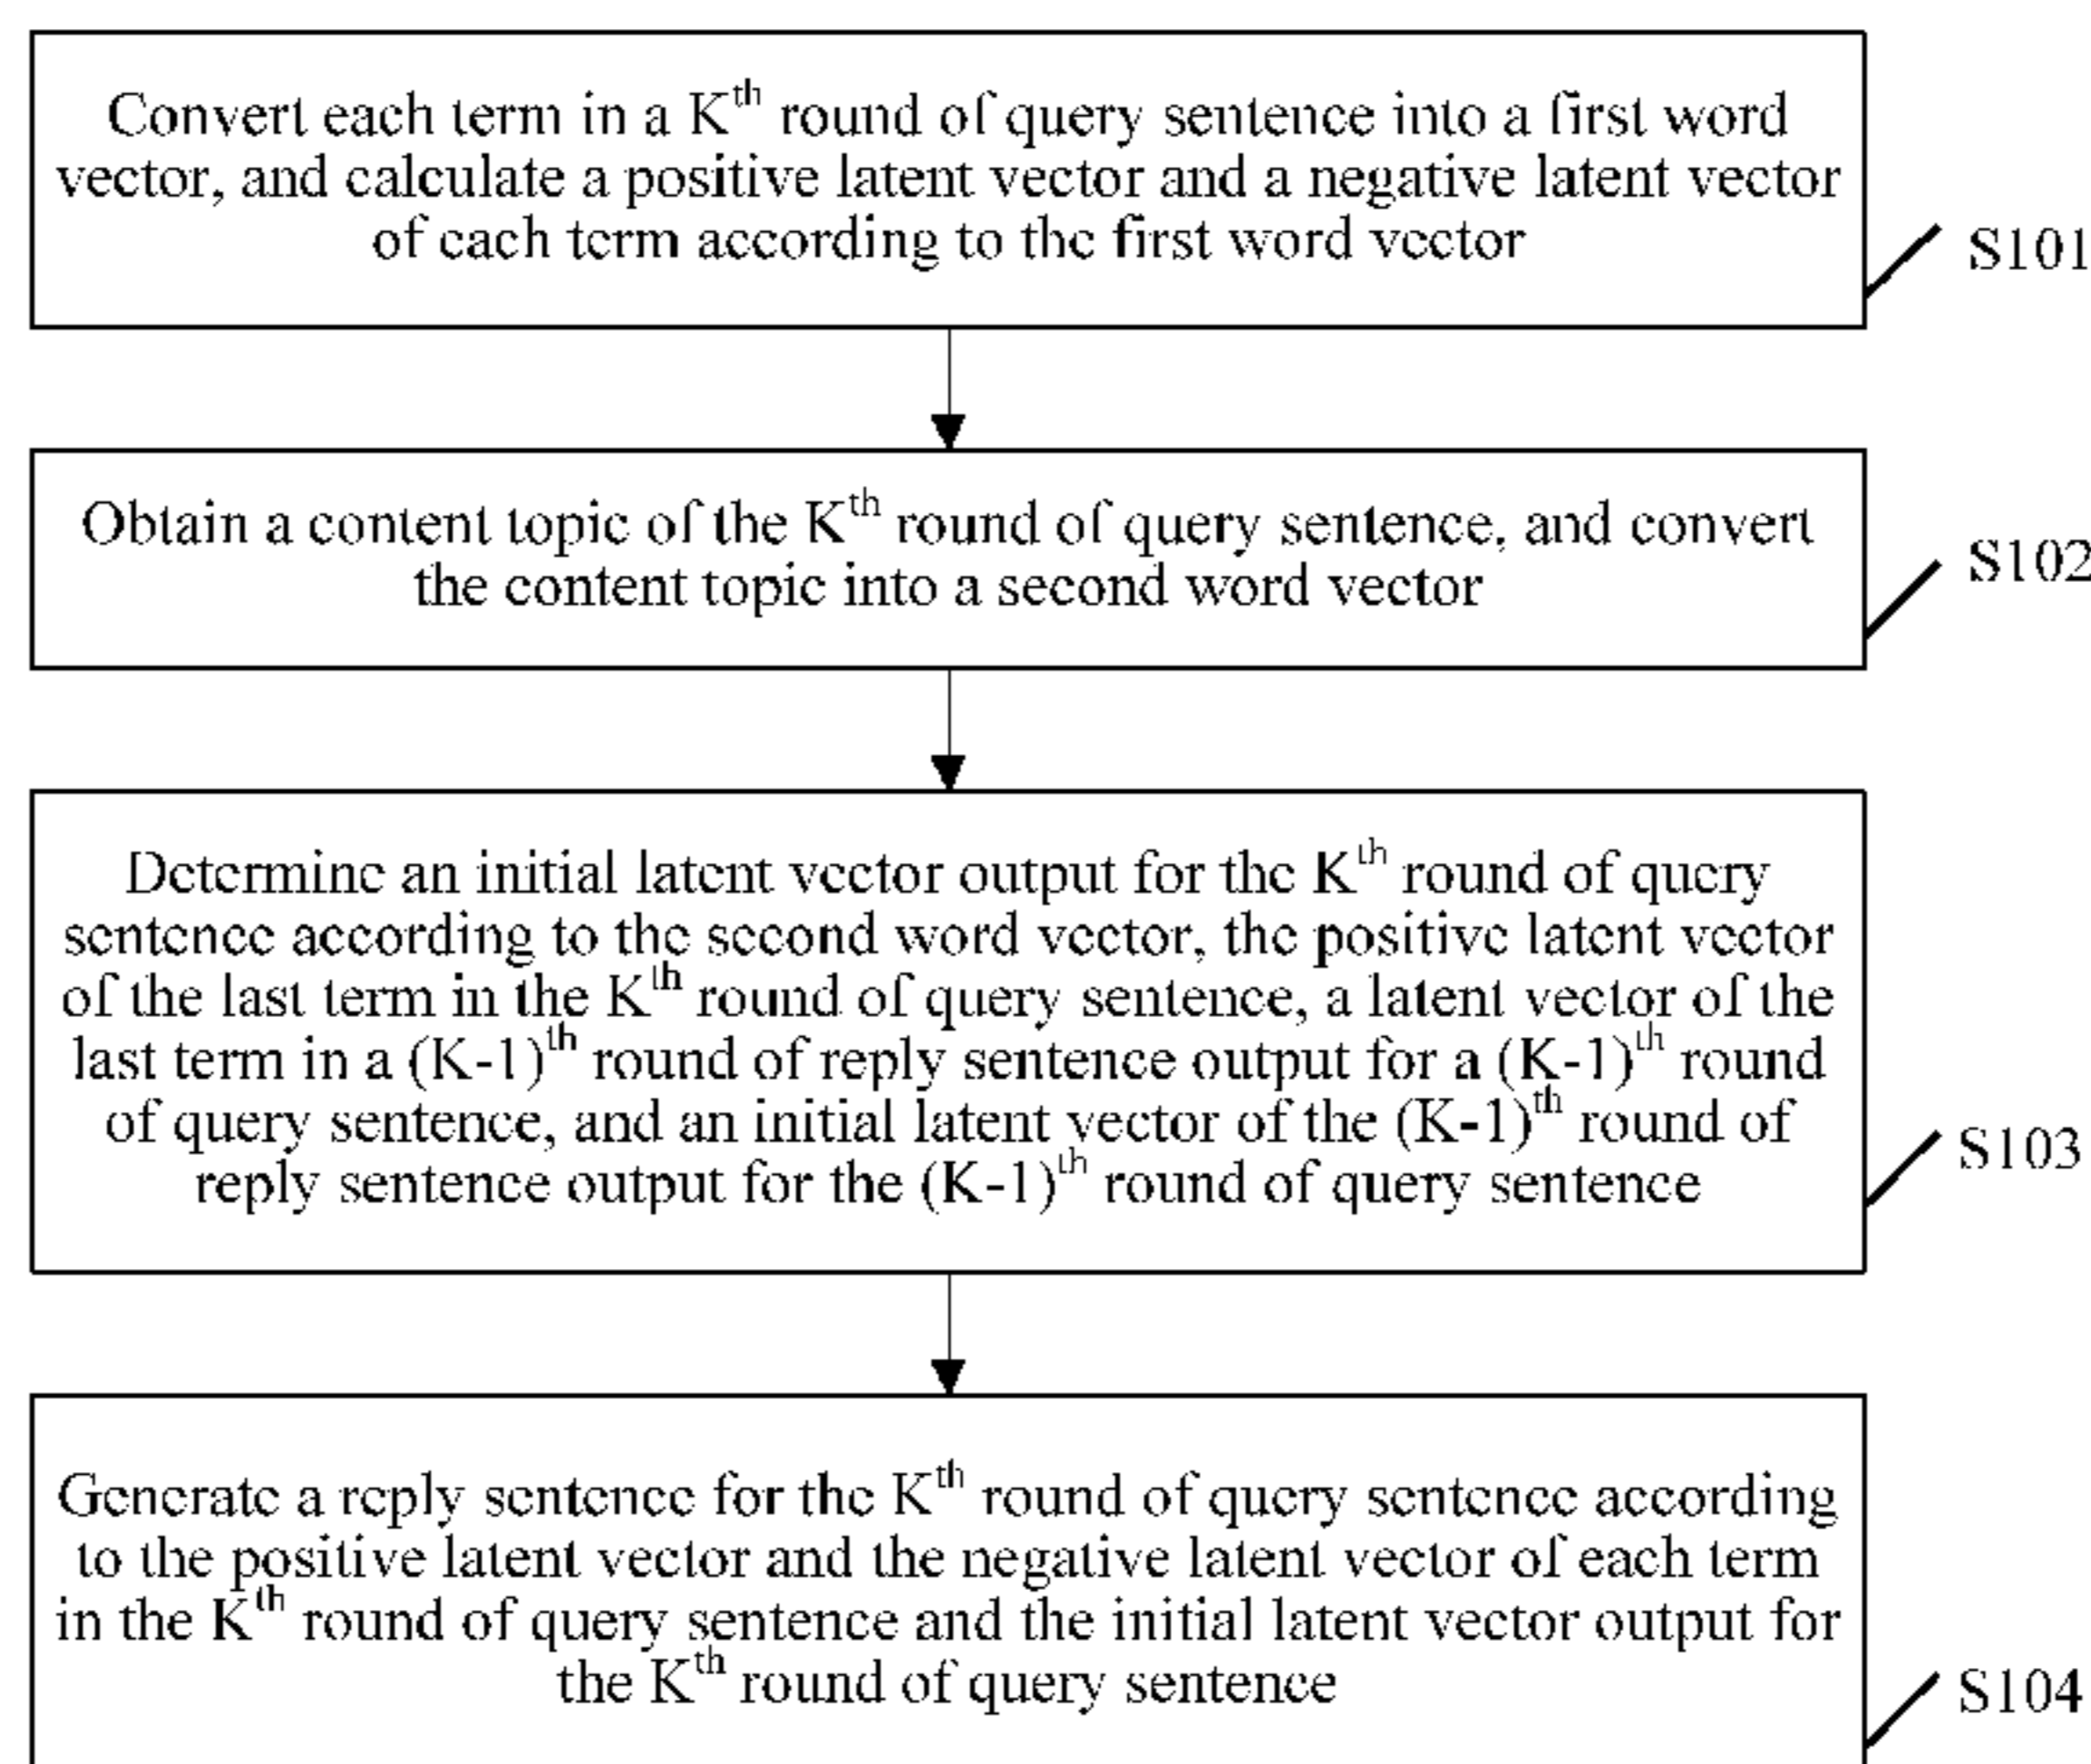 Convert each term in a Kth round of query sentence into a first word
vector, and calculate a positive latent vector and a negative latent vector
of each term according to the first word vector
S101
Obtain a content topic of the Kth round of query sentence, and convert
the content topic into a second word vector
S102
Determine an initial latent vector output for the Kth round of query
sentence according to the second word vector, the positive latent vector
of the last term in the Kth round of query sentence, a latent vector of the
last term in a (K-1)th round of reply sentence output for a (K-1)th round
of query sentence, and an initial latent vector of the (K-1)th round of
reply sentence output for the (K-1)th round of query sentence
S103
Generate a reply sentence for the Kth round of query sentence according
to the positive latent vector and the negative latent vector of each term
in the Kth round of query sentence and the initial latent vector output for
the Kth round of query sentence
S104